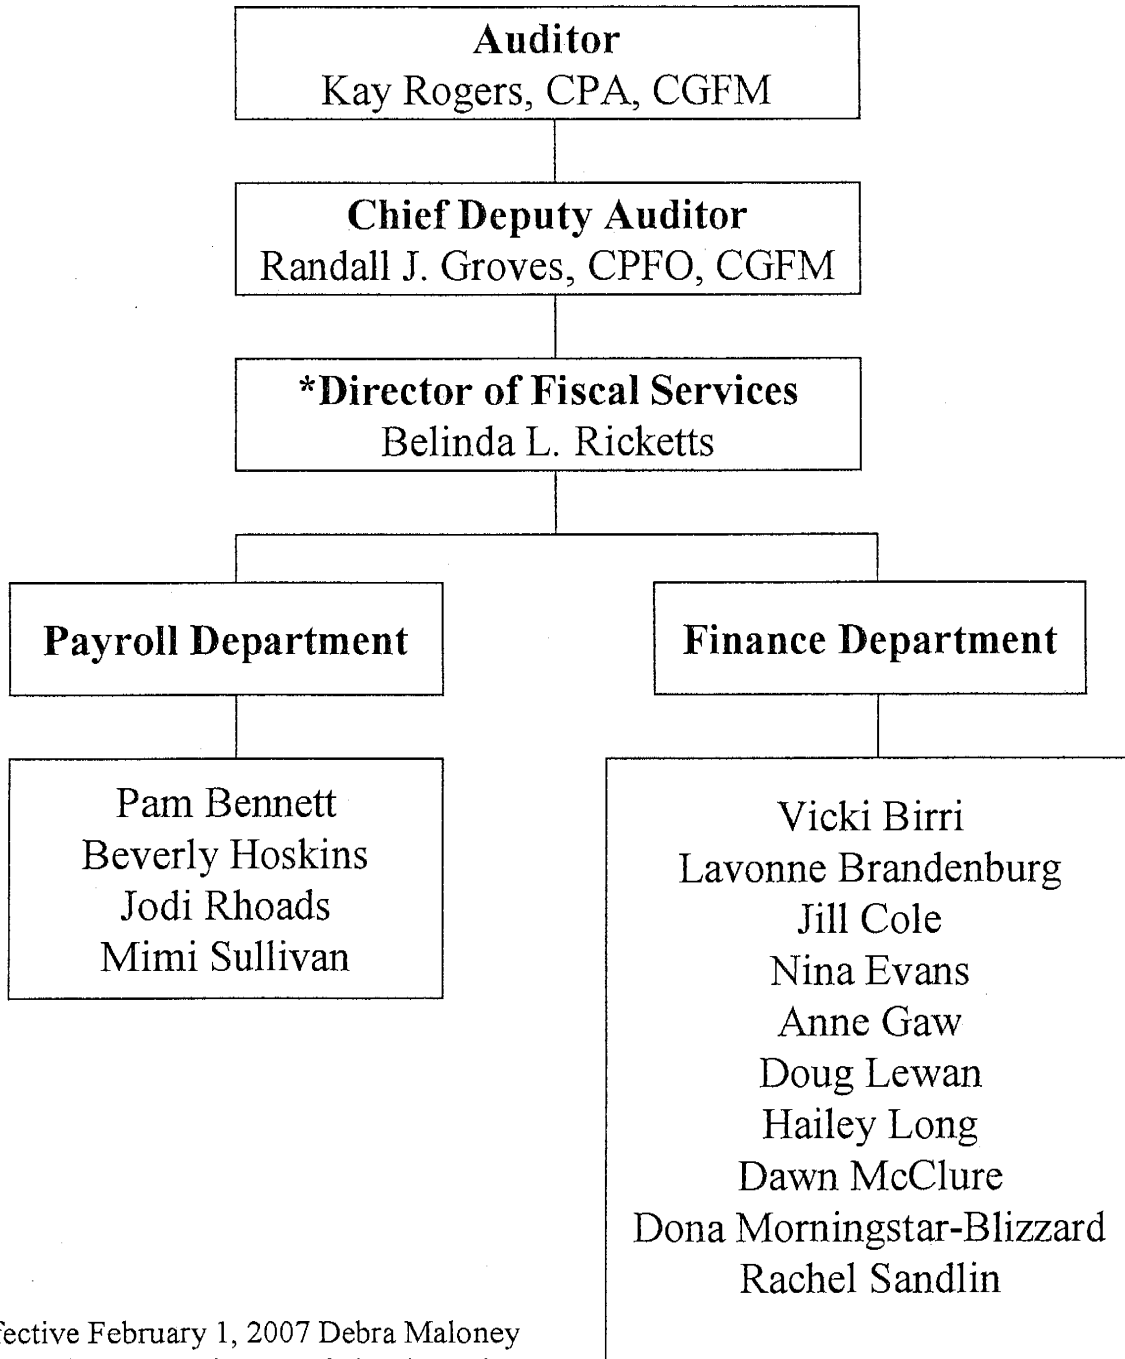 Auditor
Kay Rogers, CPA, CGFM
Chief Deputy Auditor
Randall J. Groves, CPFO, CGFM
*Director of Fiscal Services
Belinda L. Ricketts
Payroll Department
Finance Department
Pam Bennett
Beverly Hoskins
Jodi Rhoads
Mimi Sullivan
Vicki Birri
Lavonne Brandenburg
Jill Cole
Nina Evans
Anne Gaw
Doug Lewan
Hailey Long
Dawn McClure
Dona Morningstar-Blizzard
Rachel Sandlin
fective February 1, 2007 Debra Maloney